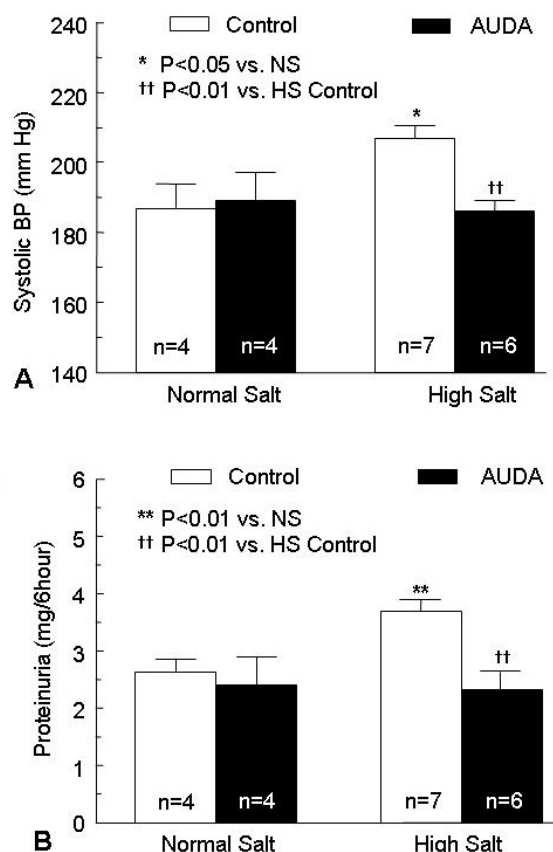 Control AUDA
* P<0.05 vs. NS
†† P<0.01 vs. HS Control
Systolic BP (mm Hg)
240
220
200
180
160
140
*
††
n=4 n=4 n=7 n=6
A
Normal Salt High Salt
Control AUDA
** P<0.01 vs. NS
†† P<0.01 vs. HS Control
Proteinuria (mg/6hour)
6
5
4
3
2
1
0
**
††
n=4 n=4 n=7 n=6
B
Normal Salt High Salt